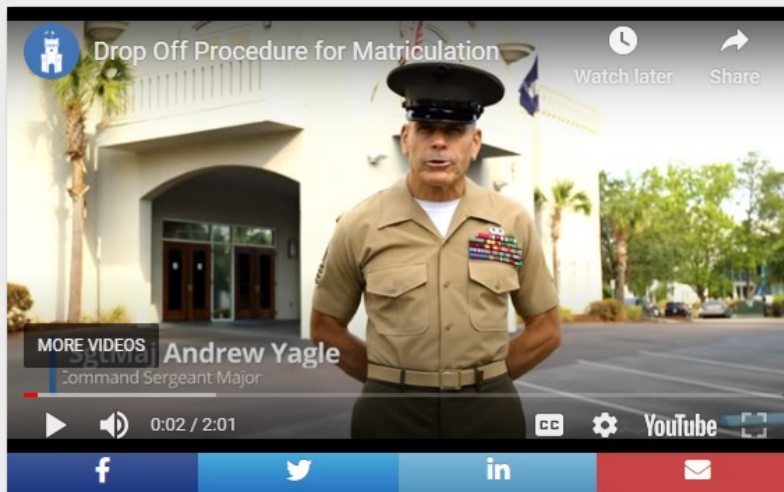 Drop Off Procedure for Matriculation
Watch later
Share
MORE VIDEOS
SgtMaj Andrew Yagle
Command Sergeant Major
0:02 / 2:01
CC
YouTube
f
in